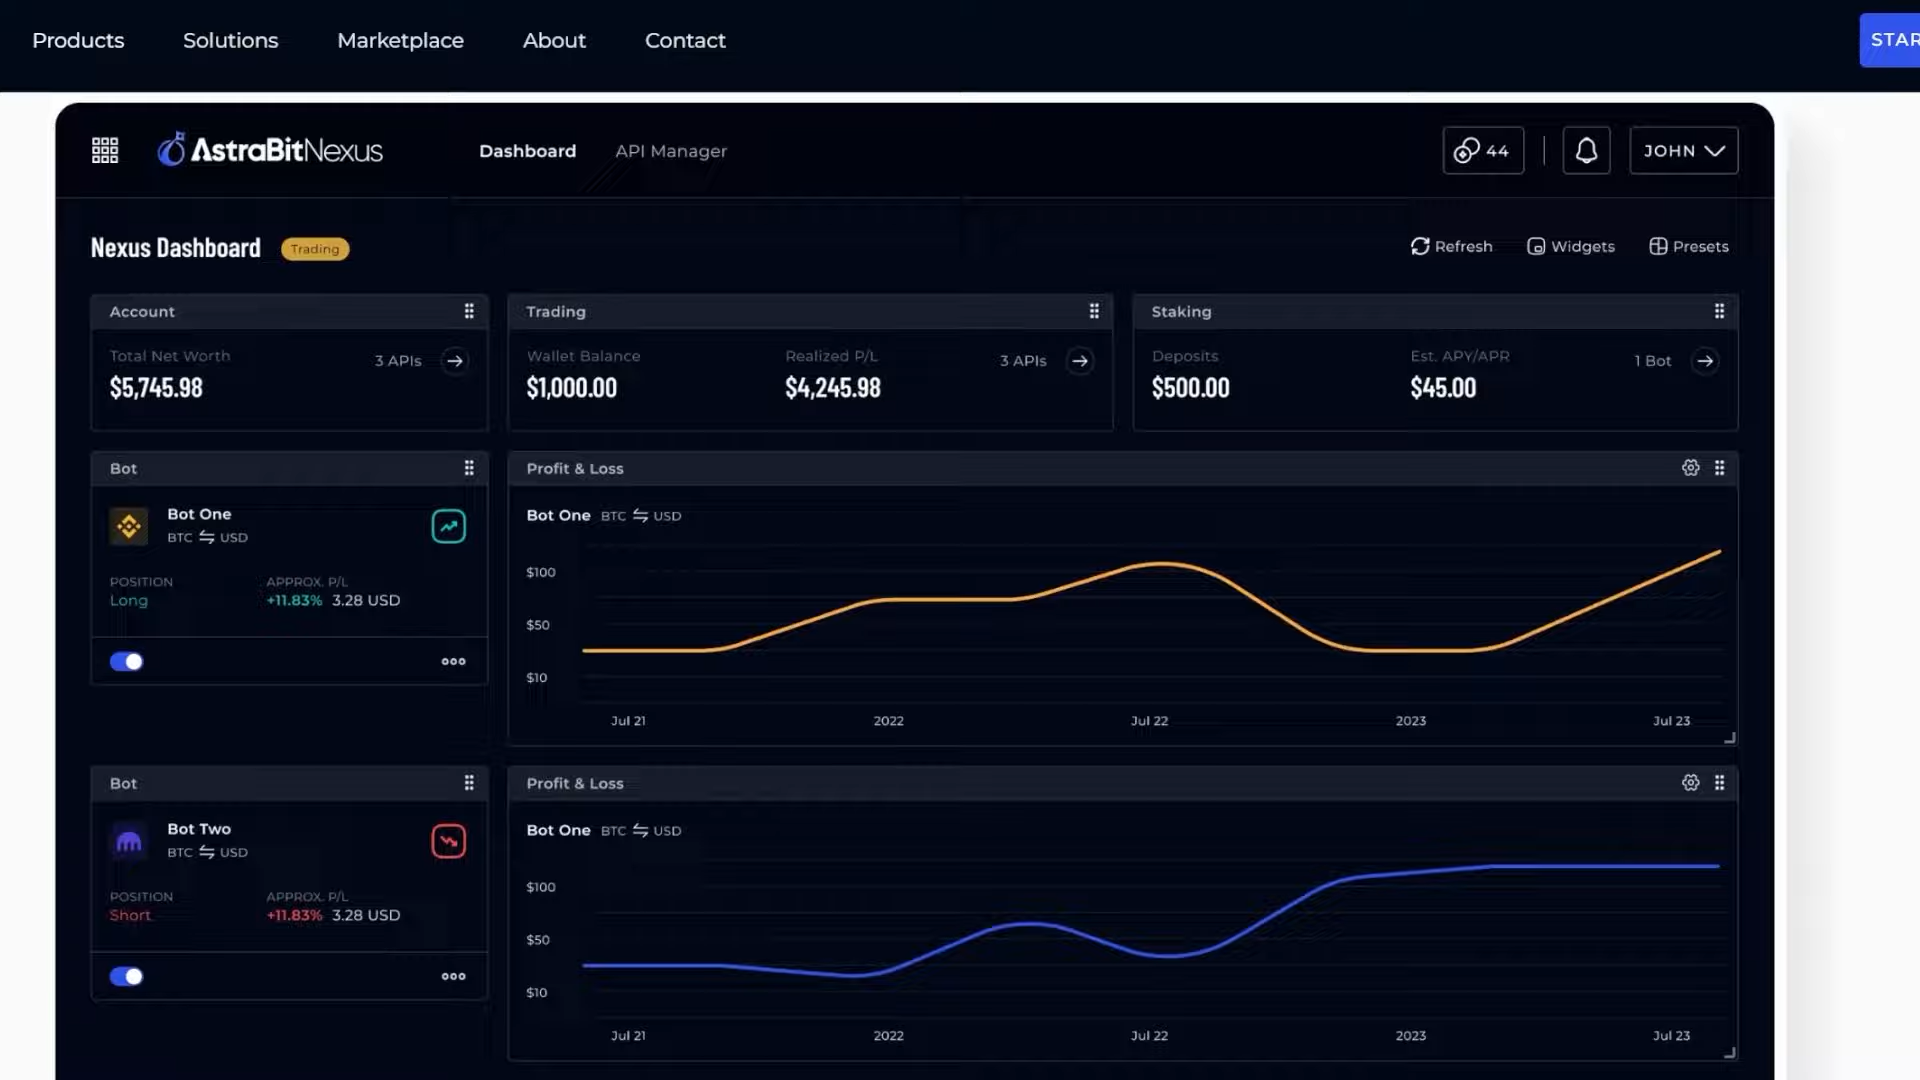 Products Solutions Marketplace About Contact
STAR
AstraBitNexus Dashboard API Manager 44 JOHN
Nexus Dashboard Trading Refresh Widgets Presets
Account Trading Staking
Total Net Worth 3 APIs Wallet Balance Realized P/L 3 APIs Deposits Est. APY/APR 1 Bot
$5,745.98 $1,000.00 $4,245.98 $500.00 $45.00
Bot
Bot One
BTC USD
POSITION APPROX. P/L
Long +11.83% 3.28 USD
Profit & Loss
Bot One BTC USD
$100
$50
$10
Jul 21 2022 Jul 22 2023 Jul 23
Bot
Bot Two
BTC USD
POSITION APPROX. P/L
Short +11.83% 3.28 USD
Profit & Loss
Bot One BTC USD
$100
$50
$10
Jul 21 2022 Jul 22 2023 Jul 23